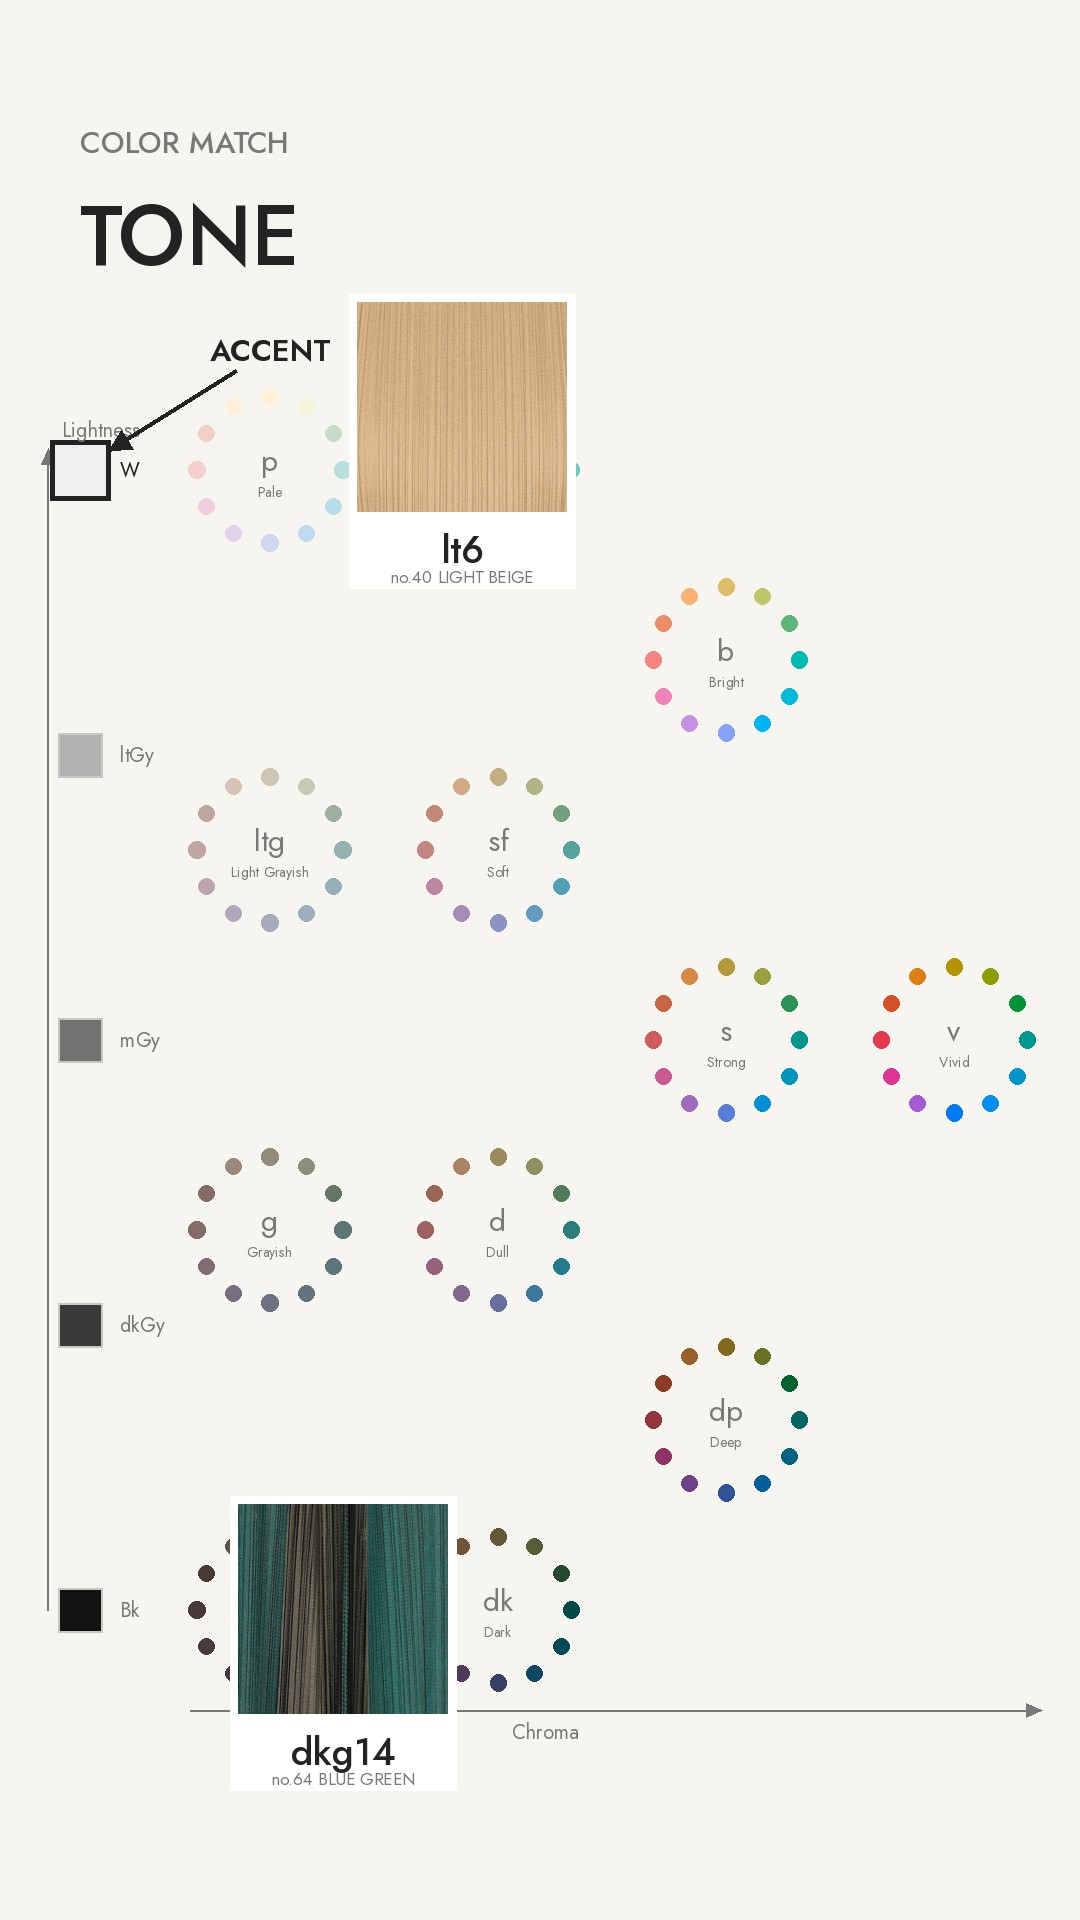 COLOR MATCH
TONE
ACCENT
Lightness
W
p
Pale
lt6
no.40 LIGHT BEIGE
b
Bright
ltGy
ltg
Light Grayish
sf
Soft
mGy
s
Strong
v
Vivid
g
Grayish
d
Dull
dkGy
dp
Deep
Bk
dk
Dark
Chroma
dkg14
no.64 BLUE GREEN